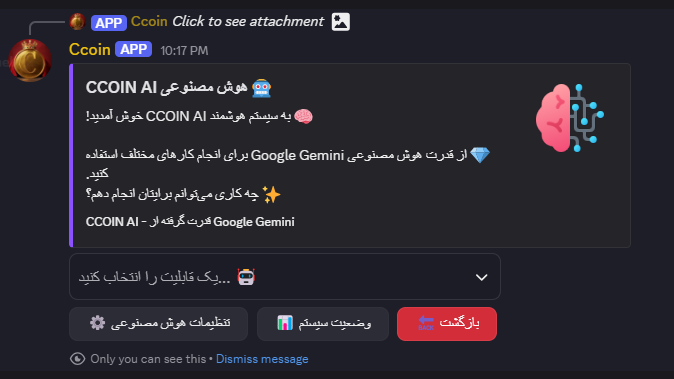 APP Ccoin Click to see attachment
Ccoin APP 10:17 PM
هوش مصنوعی CCOIN AI
به سیستم هوشمند CCOIN AI خوش آمدید!
از قدرت هوش مصنوعی Google Gemini برای انجام کارهای مختلف استفاده
کنید.
چه کاری می‌توانم برایتان انجام دهم؟
CCOIN AI - قدرت گرفته از Google Gemini
یک قابلیت را انتخاب کنید...
تنظیمات هوش مصنوعی
وضعیت سیستم
BACK بازگشت
Only you can see this • Dismiss message